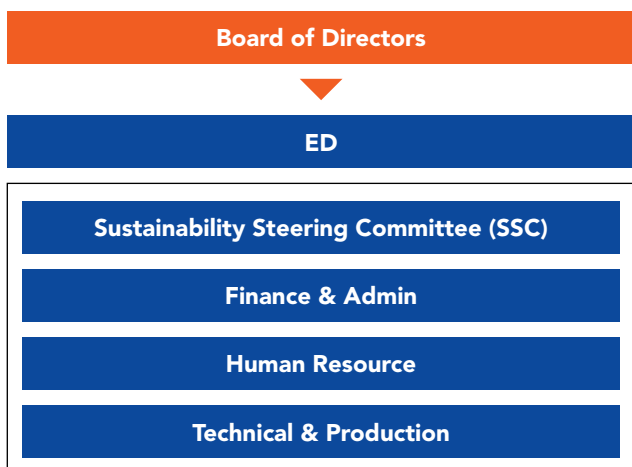 Board of Directors
ED
Sustainability Steering Committee (SSC)
Finance & Admin
Human Resource
Technical & Production